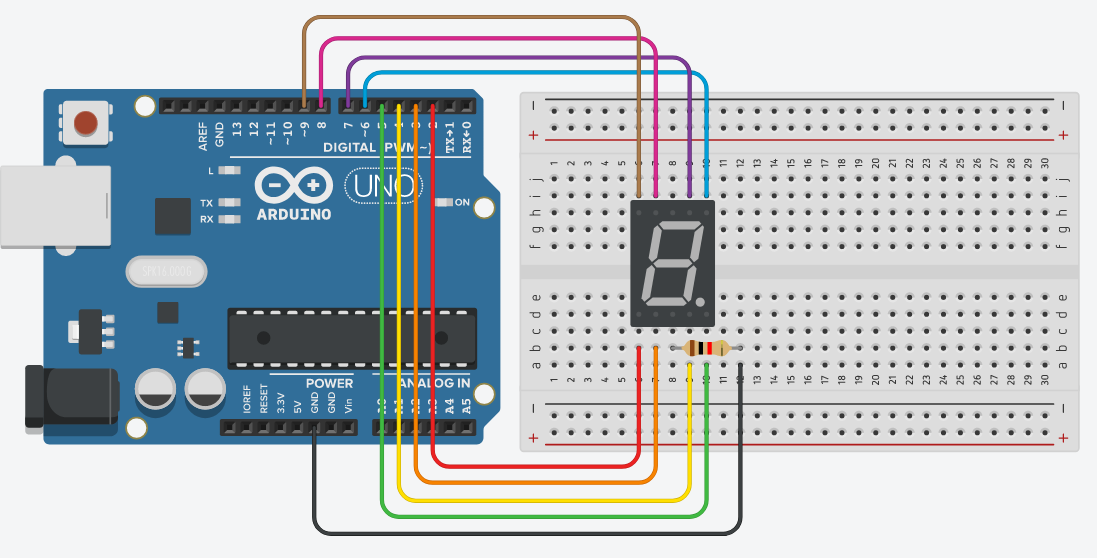 AREF
GND
13
12
~11
~10
~9
8
7
~6
5
2
TX→1
RX←0
DIGITAL (PWM~)
L
TX
RX
ARDUINO
UNO
ON
POWER
ANALOG IN
IOREF
RESET
3.3V
5V
GND
GND
Vin
A0
A1
A2
A3
A4
A5
− −
+ +
1 2 3 4 5 6 7 8 9 10 11 12 13 14 15 16 17 18 19 20 21 22 23 24 25 26 27 28 29 30
j j
i i
h h
g g
f f
e e
d d
c c
b b
a a
1 2 3 4 5 6 7 8 9 10 11 12 13 14 15 16 17 18 19 20 21 22 23 24 25 26 27 28 29 30
− −
+ +